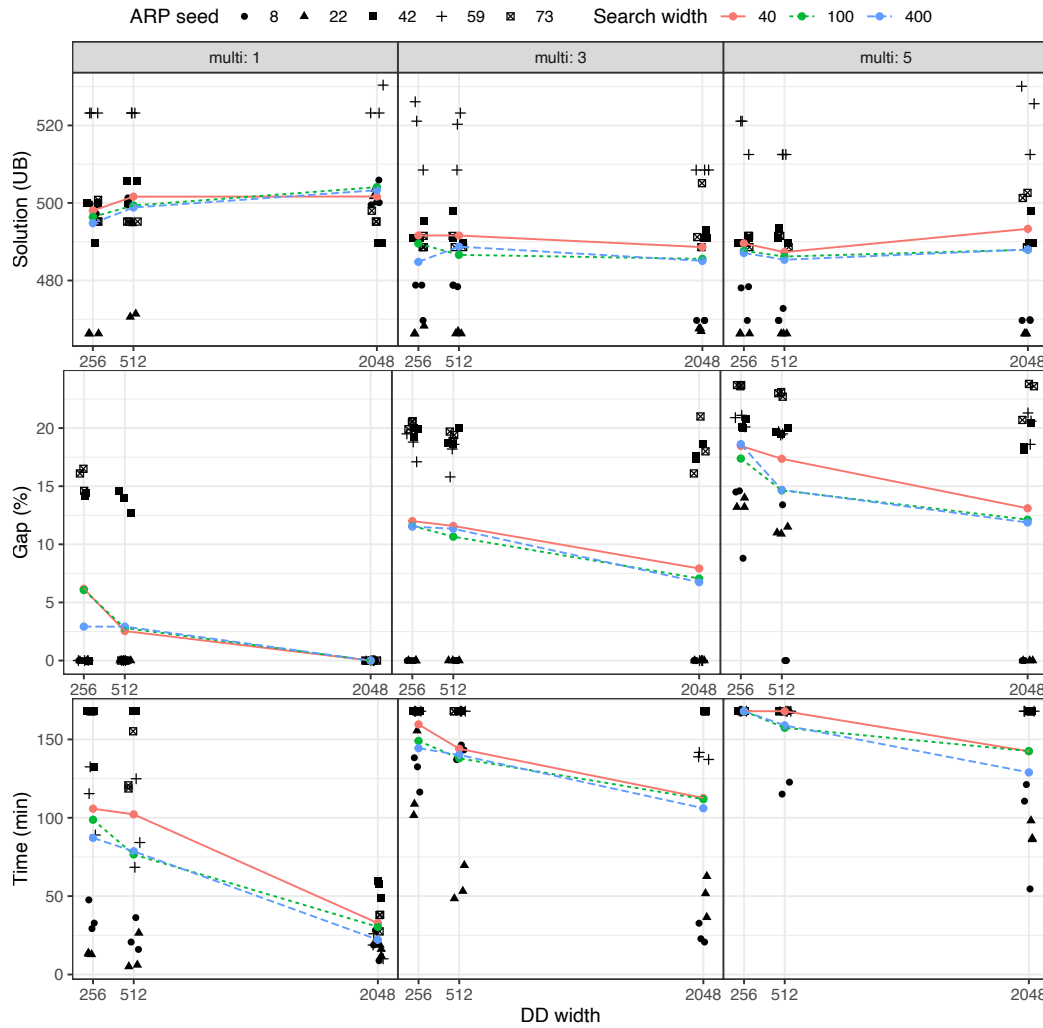 ARP seed 8 22 42 59 73 Search width 40 100 400
multi: 1 multi: 3 multi: 5
Solution (UB)
520
500
480
256 512 2048 256 512 2048 256 512 2048
Gap (%)
20
15
10
5
0
256 512 2048 256 512 2048 256 512 2048
Time (min)
150
100
50
0
256 512 2048 256 512 2048 256 512 2048
DD width